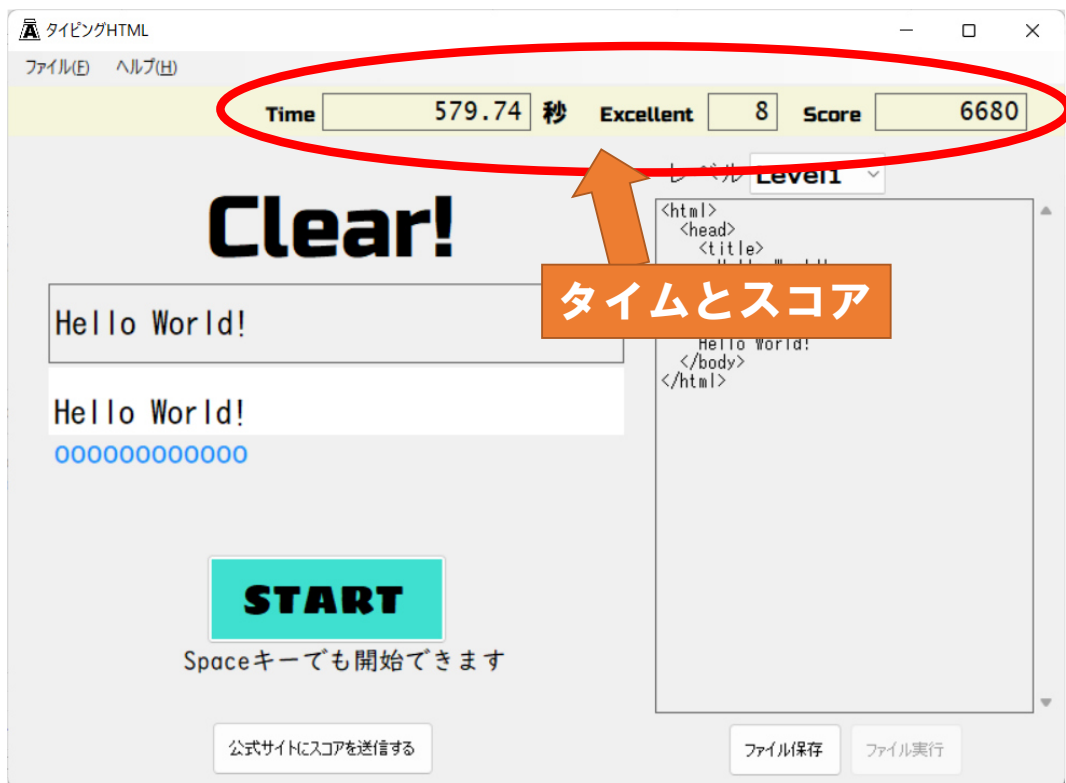 タイピングHTML
ファイル(F) ヘルプ(H)
Time 579.74 秒 Excellent 8 Score 6680
レベル Level1
Clear!
<html>
<head>
<title>
タイムとスコア
Hello World!
</body>
</html>
Hello World!
Hello World!
OOOOOOOOOOOO
START
Spaceキーでも開始できます
公式サイトにスコアを送信する
ファイル保存
ファイル実行